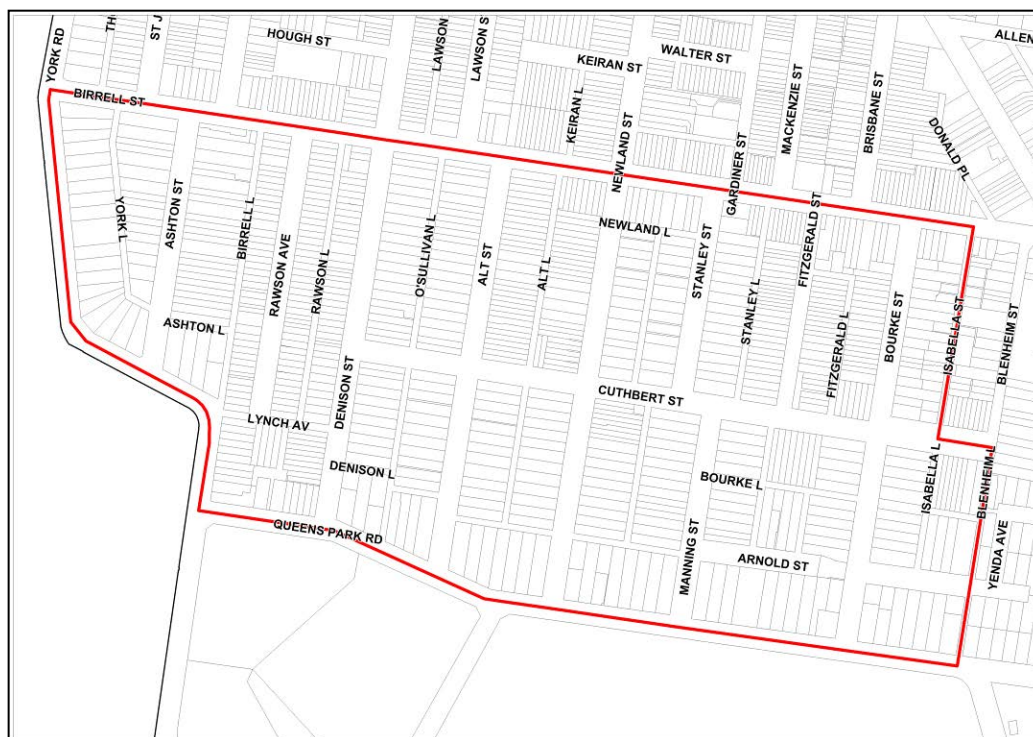 YORK RD
ST J
HOUGH ST
LAWSON
LAWSON S
KEIRAN ST
WALTER ST
MACKENZIE ST
BRISBANE ST
ALLEN
BIRRELL ST
KEIRAN L
NEWLAND ST
GARDINER ST
DONALD PL
YORK L
ASHTON ST
BIRRELL L
RAWSON AVE
RAWSON L
O'SULLIVAN L
ALT ST
ALT L
NEWLAND L
STANLEY ST
STANLEY L
FITZGERALD ST
FITZGERALD L
BOURKE ST
ISABELLA ST
BLENHEIM ST
ASHTON L
DENISON ST
CUTHBERT ST
LYNCH AV
DENISON L
BOURKE L
ISABELLA L
BLENHEIM L
QUEENS PARK RD
MANNING ST
ARNOLD ST
YENDA AVE